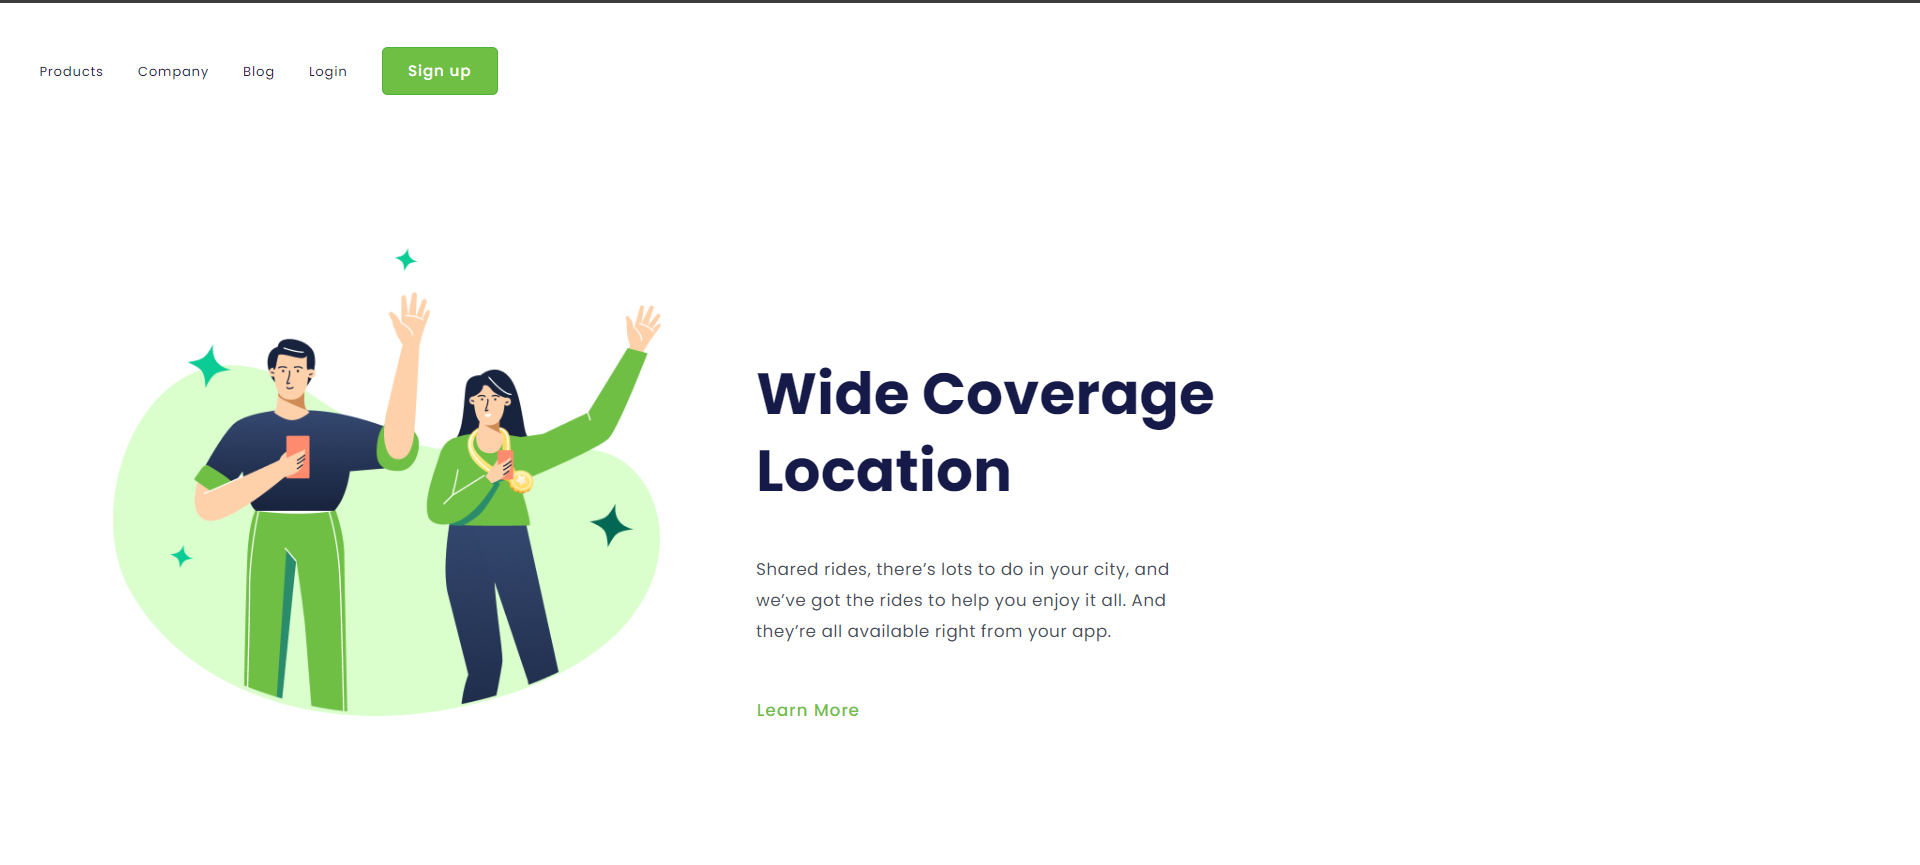 Products Company Blog Login Sign up
Wide Coverage
Location
Shared rides, there’s lots to do in your city, and
we’ve got the rides to help you enjoy it all. And
they’re all available right from your app.
Learn More